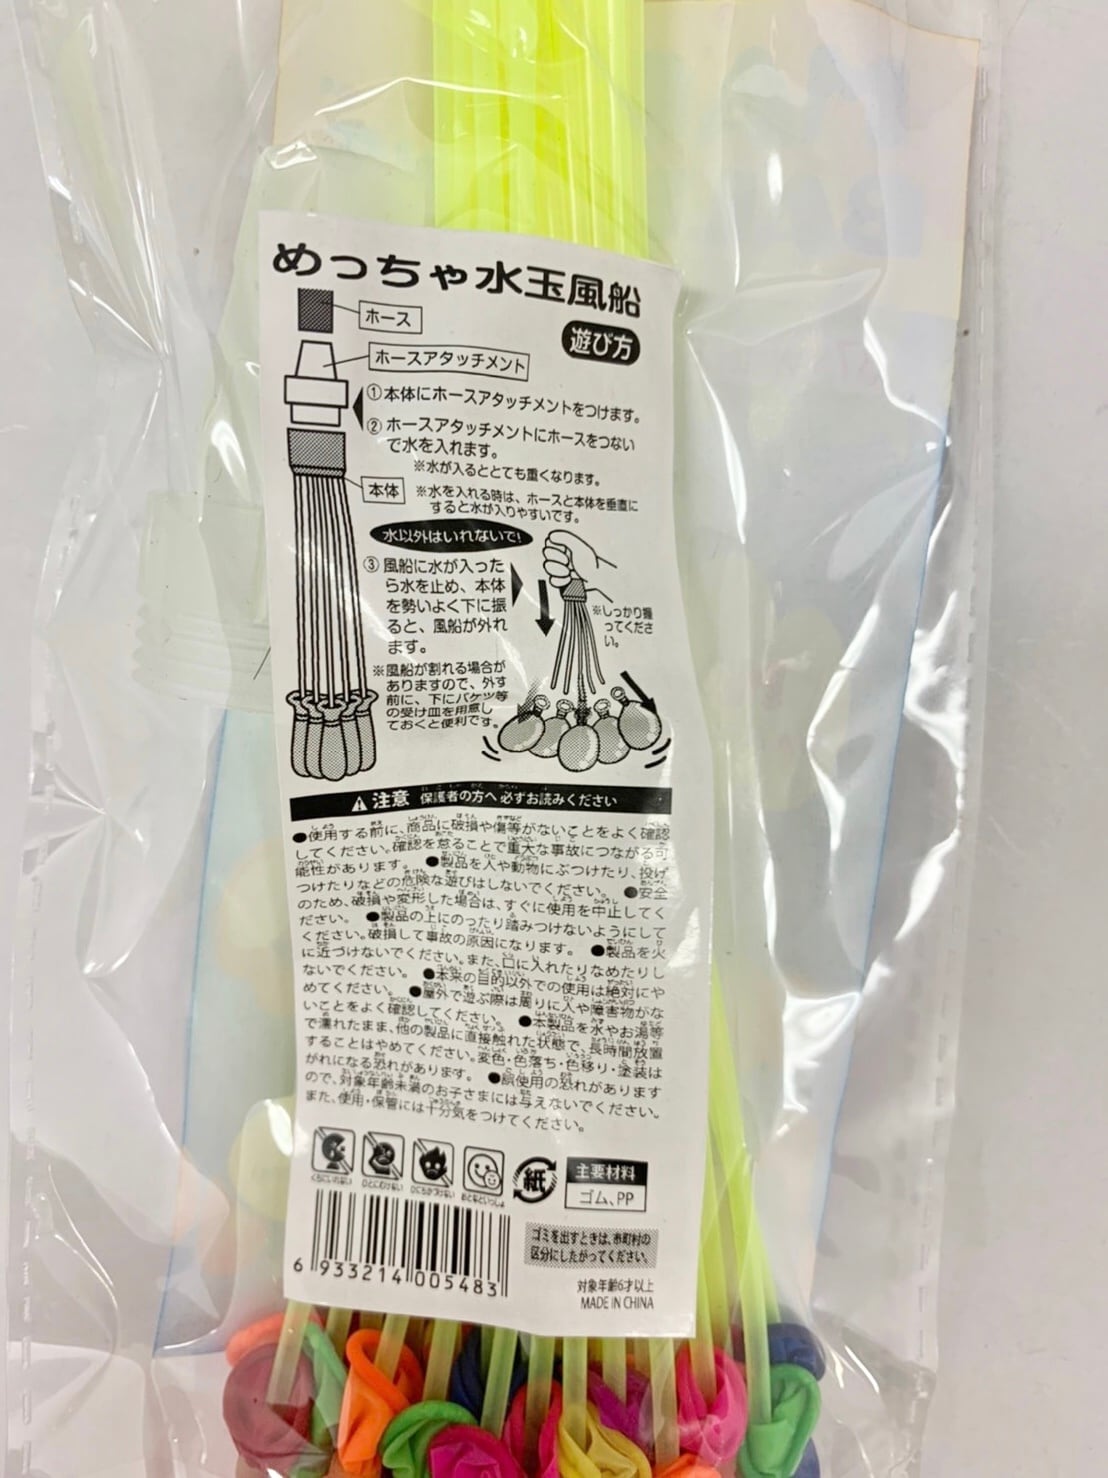 めっちゃ水玉風船
遊び方
ホース
ホースアタッチメント
①本体にホースアタッチメントをつけます。
②ホースアタッチメントにホースをつない
で水を入れます。
※水が入るととても重くなります。
本体
※水を入れる時は、ホースと本体を垂直に
すると水が入りやすいです。
水以外はいれないで!
③風船に水が入った
ら水を止め、本体
を勢いよく下に振
ると、風船が外れ
ます。
※しっかり握
ってくださ
い。
※風船が割れる場合が
ありますので、外す
前に、下にバケツ等
の受け皿を用意し
ておくと便利です。
注意 保護者の方へ 必ずお読みください
●使用する前に、商品に破損や傷等がないことをよく確認
してください。確認を怠ることで重大な事故につながる可
能性があります。 ●製品を人や動物にぶつけたり、投げ
つけたりなどの危険な遊びはしないでください。 ●安全
のため、破損や変形した場合は、すぐに使用を中止してく
ださい。 ●製品の上にのったり踏みつけないようにして
ください。破損して事故の原因になります。 ●製品を火
に近づけないでください。また、口に入れたりなめたりし
ないでください。 ●本来の目的以外での使用は絶対にや
めてください。 ●屋外で遊ぶ際は周りに人や障害物がな
いことをよく確認してください。 ●本製品を水やお湯等
で濡れたまま、他の製品に直接触れた状態で、長時間放置
することはやめてください。変色・色落ち・色移り・塗装は
がれになる恐れがあります。 ●誤使用の恐れがあります
ので、対象年齢未満のお子さまには与えないでください。
また、使用・保管には十分気をつけてください。
くちにいれない ひとにむけない ひにちかづけない おとなといっしょ
紙
主要材料
ゴム、PP
ゴミを出すときは、市町村の
区分にしたがってください。
6 933214 005483
対象年齢6才以上
MADE IN CHINA